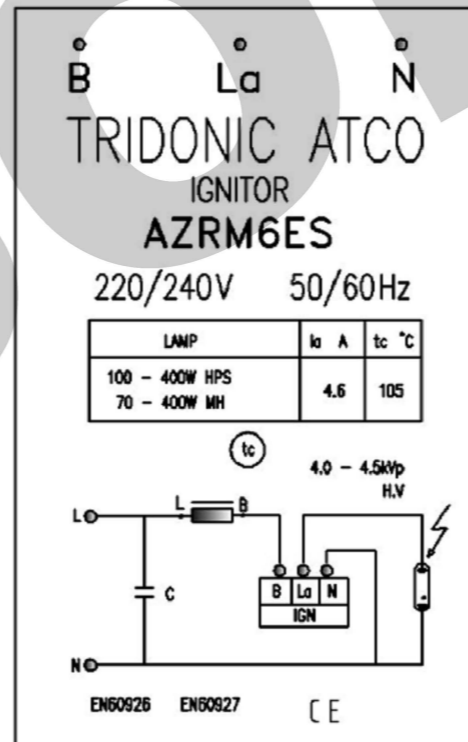 B La N
TRIDONIC ATCO
IGNITOR
AZRM6ES
220/240V 50/60Hz
LAMP Ia A tc °C
100 - 400W HPS 4.6 105
70 - 400W MH
tc
4.0 - 4.5kVp
H.V
L L B
C
B La N
IGN
N
EN60926 EN60927 CE